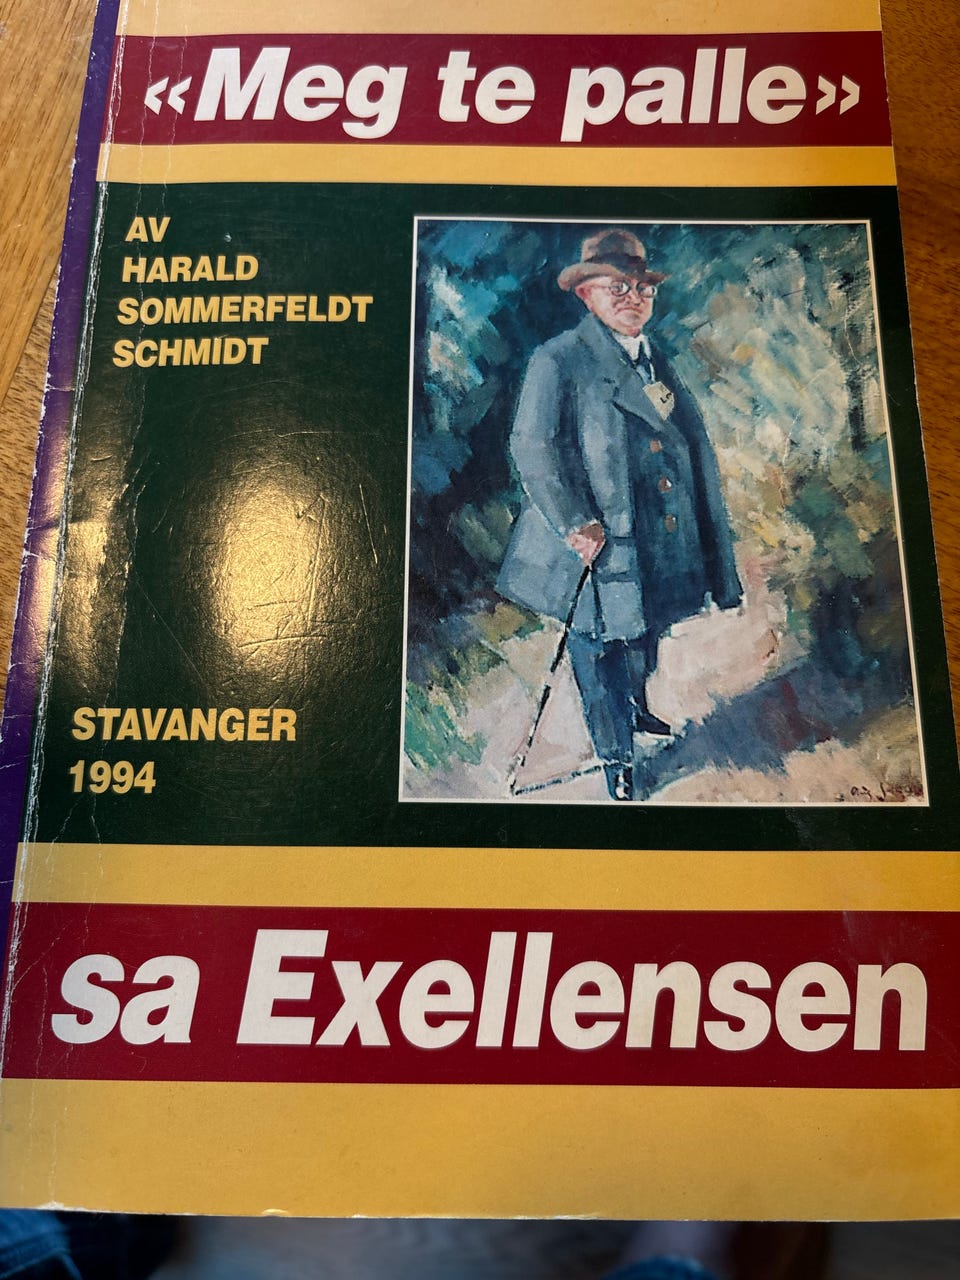 «Meg te palle»
AV
HARALD
SOMMERFELDT
SCHMIDT
STAVANGER
1994
sa Exellensen